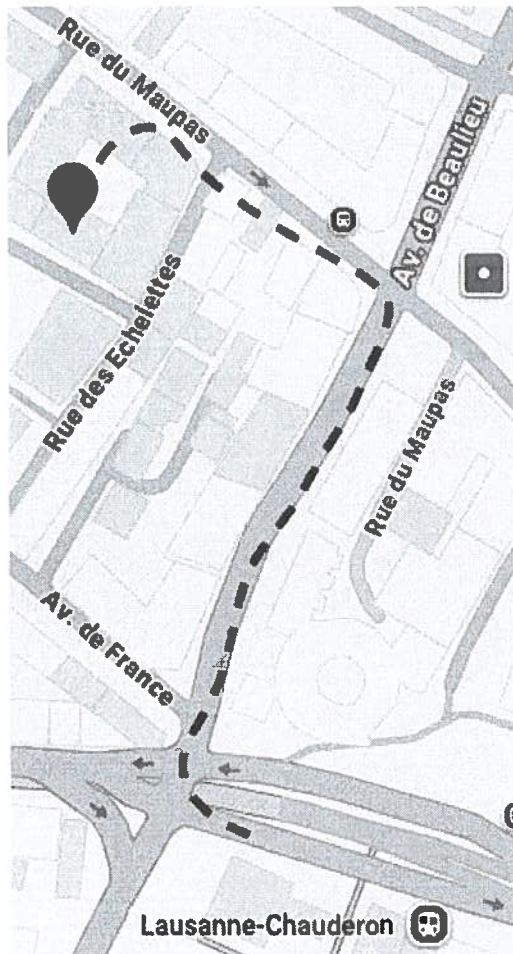 Rue du Maupas
Av. de Beaulieu
Rue des Echelettes
Rue du Maupas
Av. de France
Lausanne-Chauderon